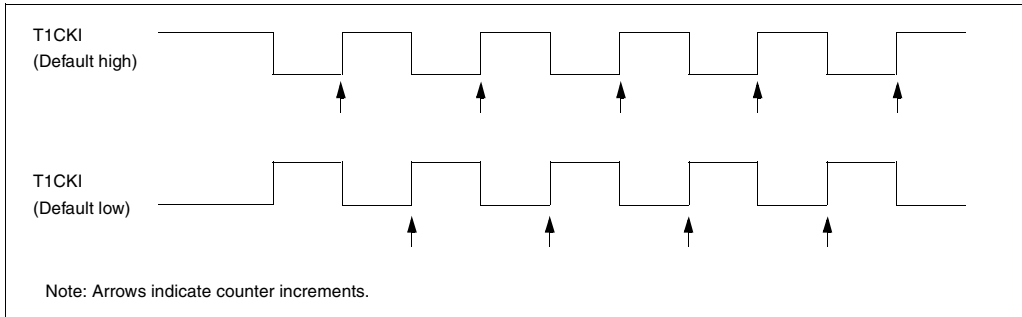 T1CKI
(Default high)
T1CKI
(Default low)
Note: Arrows indicate counter increments.